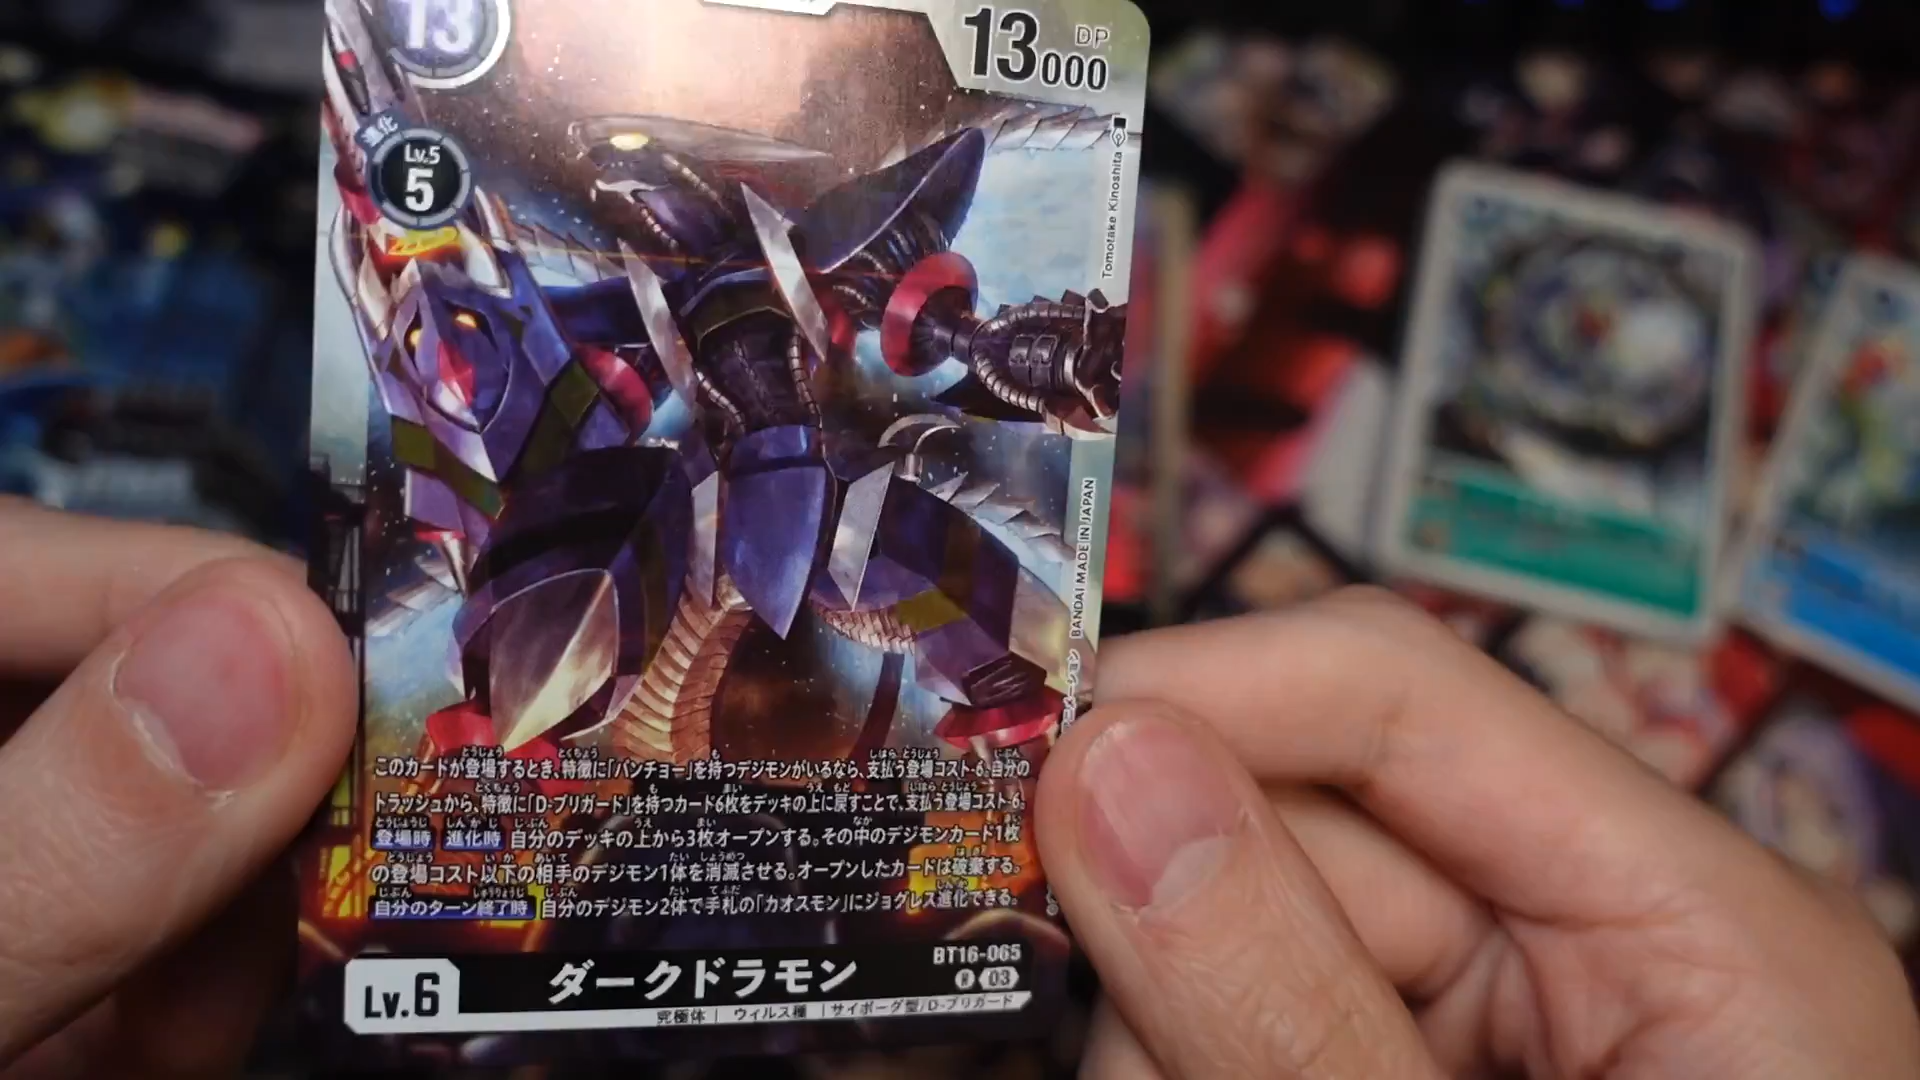 13
DP
13000
進化
Lv.5
5
Tomotake Kinoshita
BANDAI MADE IN JAPAN
ニメーション
このカードが登場するとき、特徴に「バンチョー」を持つデジモンがいるなら、支払う登場コスト-6。自分の
トラッシュから、特徴に「D-ブリガード」を持つカード6枚をデッキの上に戻すことで、支払う登場コスト-6。
登場時 進化時 自分のデッキの上から3枚オープンする。その中のデジモンカード1枚
の登場コスト以下の相手のデジモン1体を消滅させる。オープンしたカードは破棄する。
自分のターン終了時 自分のデジモン2体で手札の「カオスモン」にジョグレス進化できる。
BT16-065
R 03
Lv.6
ダークドラモン
究極体 | ウィルス種 | サイボーグ型/D-ブリガード